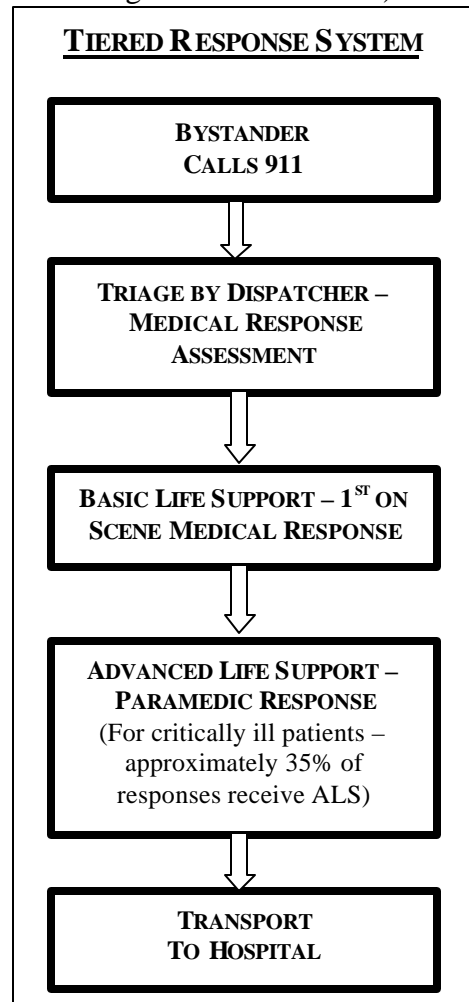 TIERED RESPONSE SYSTEM
BYSTANDER
CALLS 911
TRIAGE BY DISPATCHER –
MEDICAL RESPONSE
ASSESSMENT
BASIC LIFE SUPPORT – 1ST ON
SCENE MEDICAL RESPONSE
ADVANCED LIFE SUPPORT –
PARAMEDIC RESPONSE
(For critically ill patients –
approximately 35% of
responses receive ALS)
TRANSPORT
TO HOSPITAL